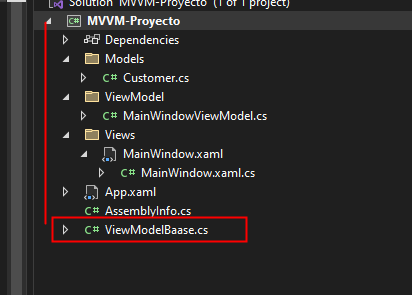 Solution 'MVVM-Proyecto' (1 of 1 project)
MVVM-Proyecto
Dependencies
Models
C# Customer.cs
ViewModel
C# MainWindowViewModel.cs
Views
MainWindow.xaml
C# MainWindow.xaml.cs
App.xaml
C# AssemblyInfo.cs
C# ViewModelBaase.cs